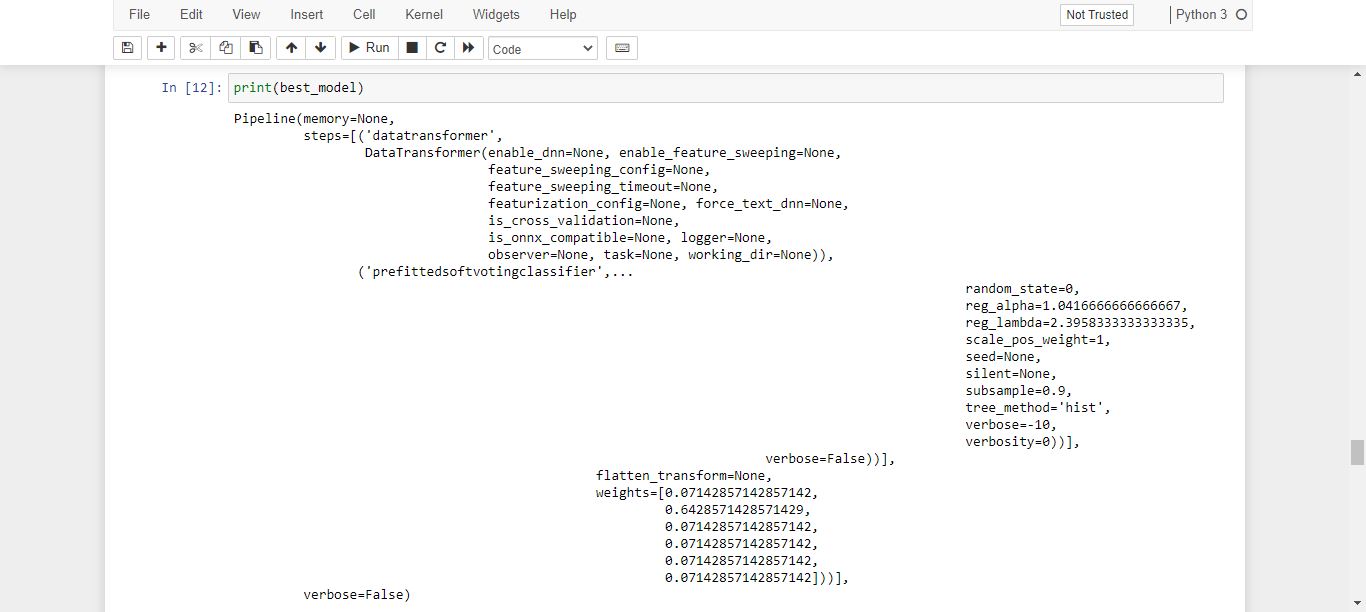 File Edit View Insert Cell Kernel Widgets Help Not Trusted Python 3
Run Code
In [12]: print(best_model)
Pipeline(memory=None,
steps=[('datatransformer',
DataTransformer(enable_dnn=None, enable_feature_sweeping=None,
feature_sweeping_config=None,
feature_sweeping_timeout=None,
featurization_config=None, force_text_dnn=None,
is_cross_validation=None,
is_onnx_compatible=None, logger=None,
observer=None, task=None, working_dir=None)),
('prefittedsoftvotingclassifier',...
random_state=0,
reg_alpha=1.0416666666666667,
reg_lambda=2.3958333333333335,
scale_pos_weight=1,
seed=None,
silent=None,
subsample=0.9,
tree_method='hist',
verbose=-10,
verbosity=0))],
verbose=False))],
flatten_transform=None,
weights=[0.07142857142857142,
0.6428571428571429,
0.07142857142857142,
0.07142857142857142,
0.07142857142857142,
0.07142857142857142]))],
verbose=False)